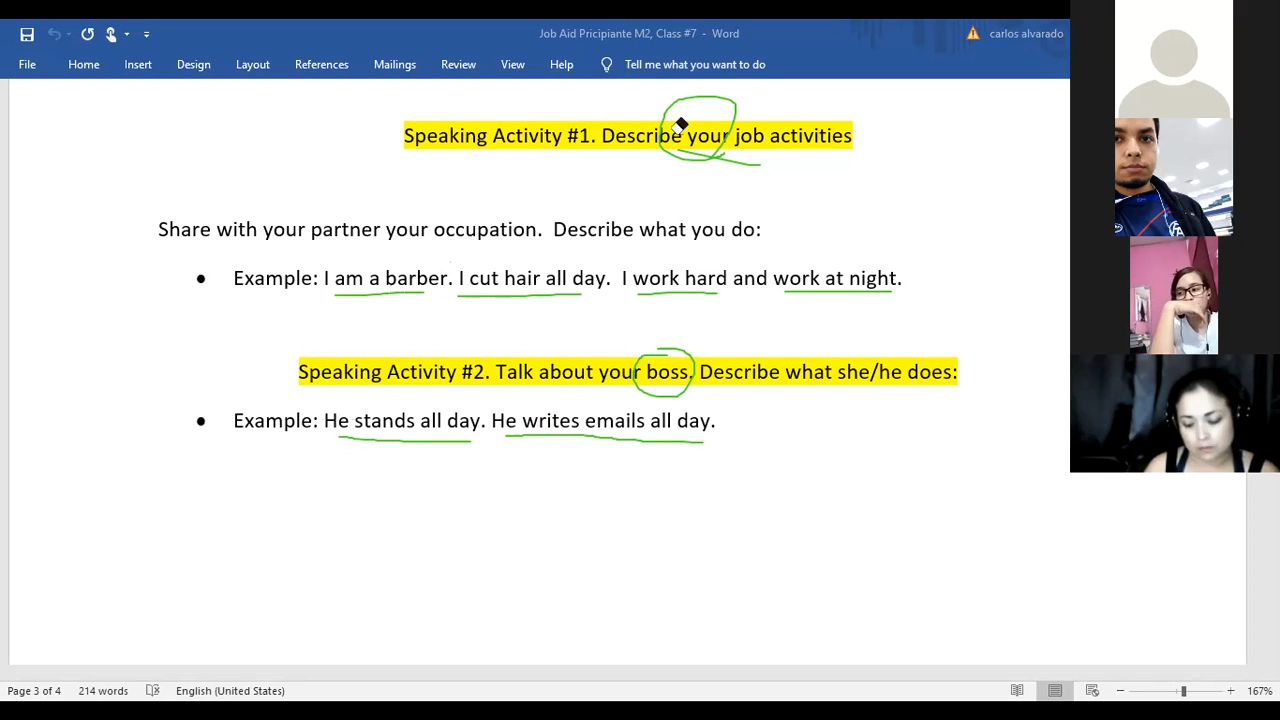 Job Aid Pricipiante M2, Class #7 - Word
carlos alvarado
File Home Insert Design Layout References Mailings Review View Help Tell me what you want to do
Speaking Activity #1. Describe your job activities
Share with your partner your occupation. Describe what you do:
• Example: I am a barber. I cut hair all day. I work hard and work at night.
Speaking Activity #2. Talk about your boss. Describe what she/he does:
• Example: He stands all day. He writes emails all day.
Page 3 of 4 214 words English (United States) 167%